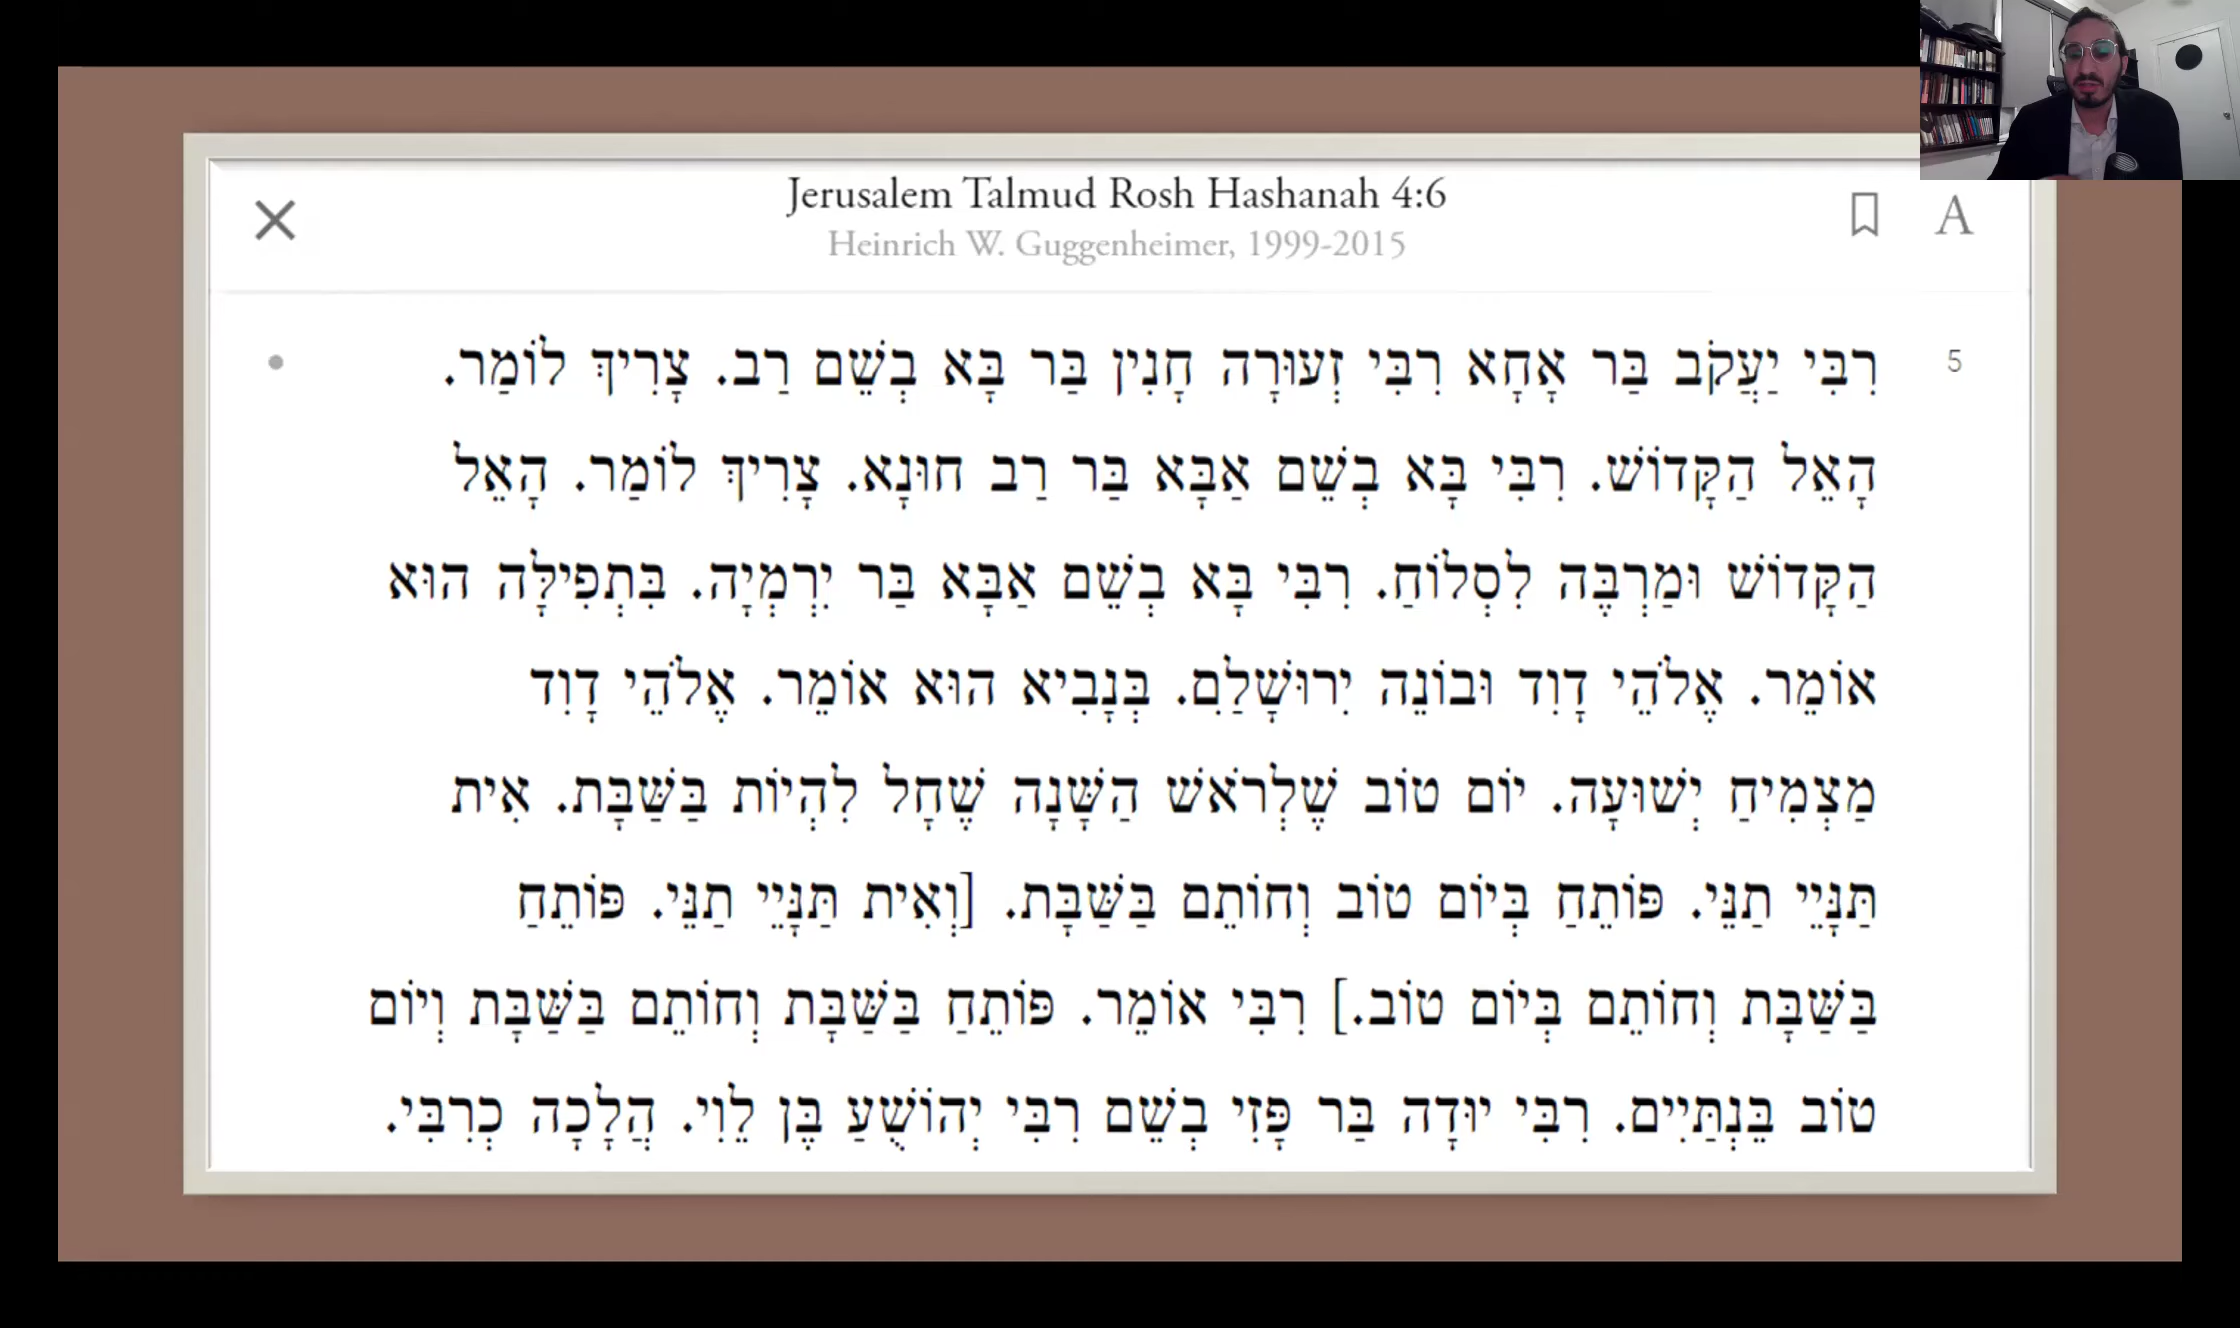 Jerusalem Talmud Rosh Hashanah 4:6
Heinrich W. Guggenheimer, 1999-2015
A
5
רִבִּי יַעֲקֹב בַּר אָחָא רִבִּי זְעוּרָה חָנִין בַּר בָּא בְשֵׁם רַב. צָרִיךְ לוֹמַר.
הָאֵל הַקָּדוֹשׁ. רִבִּי בָּא בְשֵׁם אַבָּא בַּר רַב חוּנָא. צָרִיךְ לוֹמַר. הָאֵל
הַקָּדוֹשׁ וּמַרְבֶּה לִסְלוֹחַ. רִבִּי בָּא בְשֵׁם אַבָּא בַּר יִרְמְיָה. בִּתְפִילָּה הוּא
אוֹמֵר. אֱלֹהֵי דָוִד וּבוֹנֵה יְרוּשָׁלַםִ. בְּנָבִיא הוּא אוֹמֵר. אֱלֹהֵי דָוִד
מַצְמִיחַ יְשׁוּעָה. יוֹם טוֹב שֶׁלְרֹאשׁ הַשָּׁנָה שֶׁחָל לִהְיוֹת בַּשַּׁבָּת. אִית
תַּנָּיֵי תַנֵּי. פּוֹתֵחַ בְּיוֹם טוֹב וְחוֹתֵם בַּשַּׁבָּת. [וְאִית תַּנָּיֵי תַנֵּי. פּוֹתֵחַ
בַּשַּׁבָּת וְחוֹתֵם בְּיוֹם טוֹב.] רִבִּי אוֹמֵר. פּוֹתֵחַ בַּשַּׁבָּת וְחוֹתֵם בַּשַּׁבָּת וְיוֹם
טוֹב בֵּנְתַּיִים. רִבִּי יוּדָה בַּר פָּזִי בְשֵׁם רִבִּי יְהוֹשֻׁעַ בֶּן לֵוִי. הֲלָכָה כְרִבִּי.